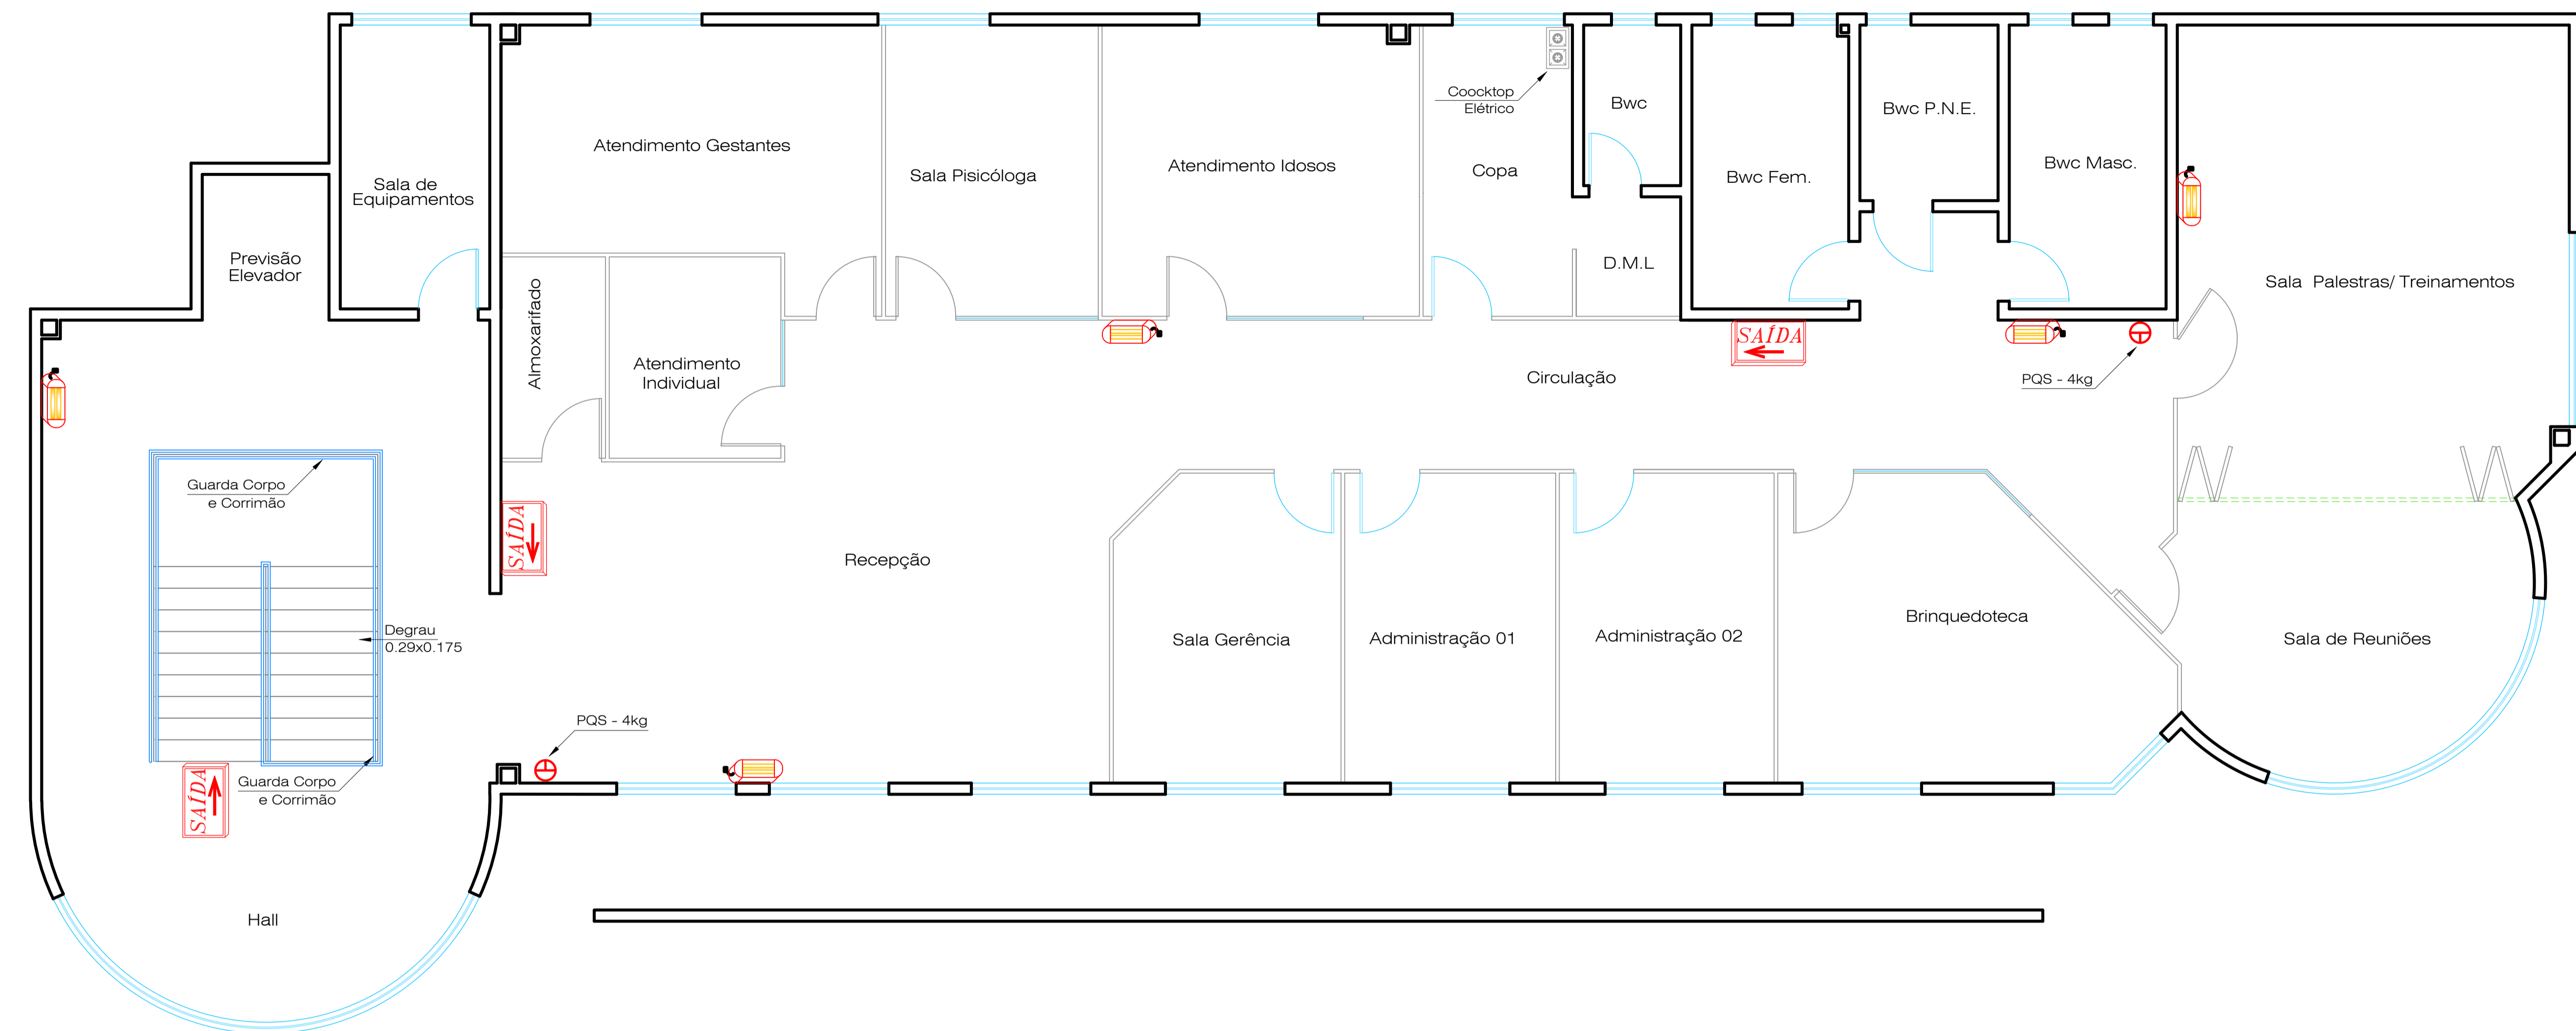 Coocktop
Elétrico
Bwc
Bwc P.N.E.
Atendimento Gestantes
Sala Pisicóloga
Atendimento Idosos
Copa
Bwc Fem.
Bwc Masc.
Sala de
Equipamentos
Previsão
Elevador
D.M.L
Sala Palestras/ Treinamentos
Almoxarifado
Atendimento
Individual
SAÍDA
Circulação
PQS - 4kg
Guarda Corpo
e Corrimão
SAÍDA
Recepção
Degrau
0.29x0.175
Sala Gerência
Administração 01
Administração 02
Brinquedoteca
Sala de Reuniões
PQS - 4kg
SAÍDA
Guarda Corpo
e Corrimão
Hall